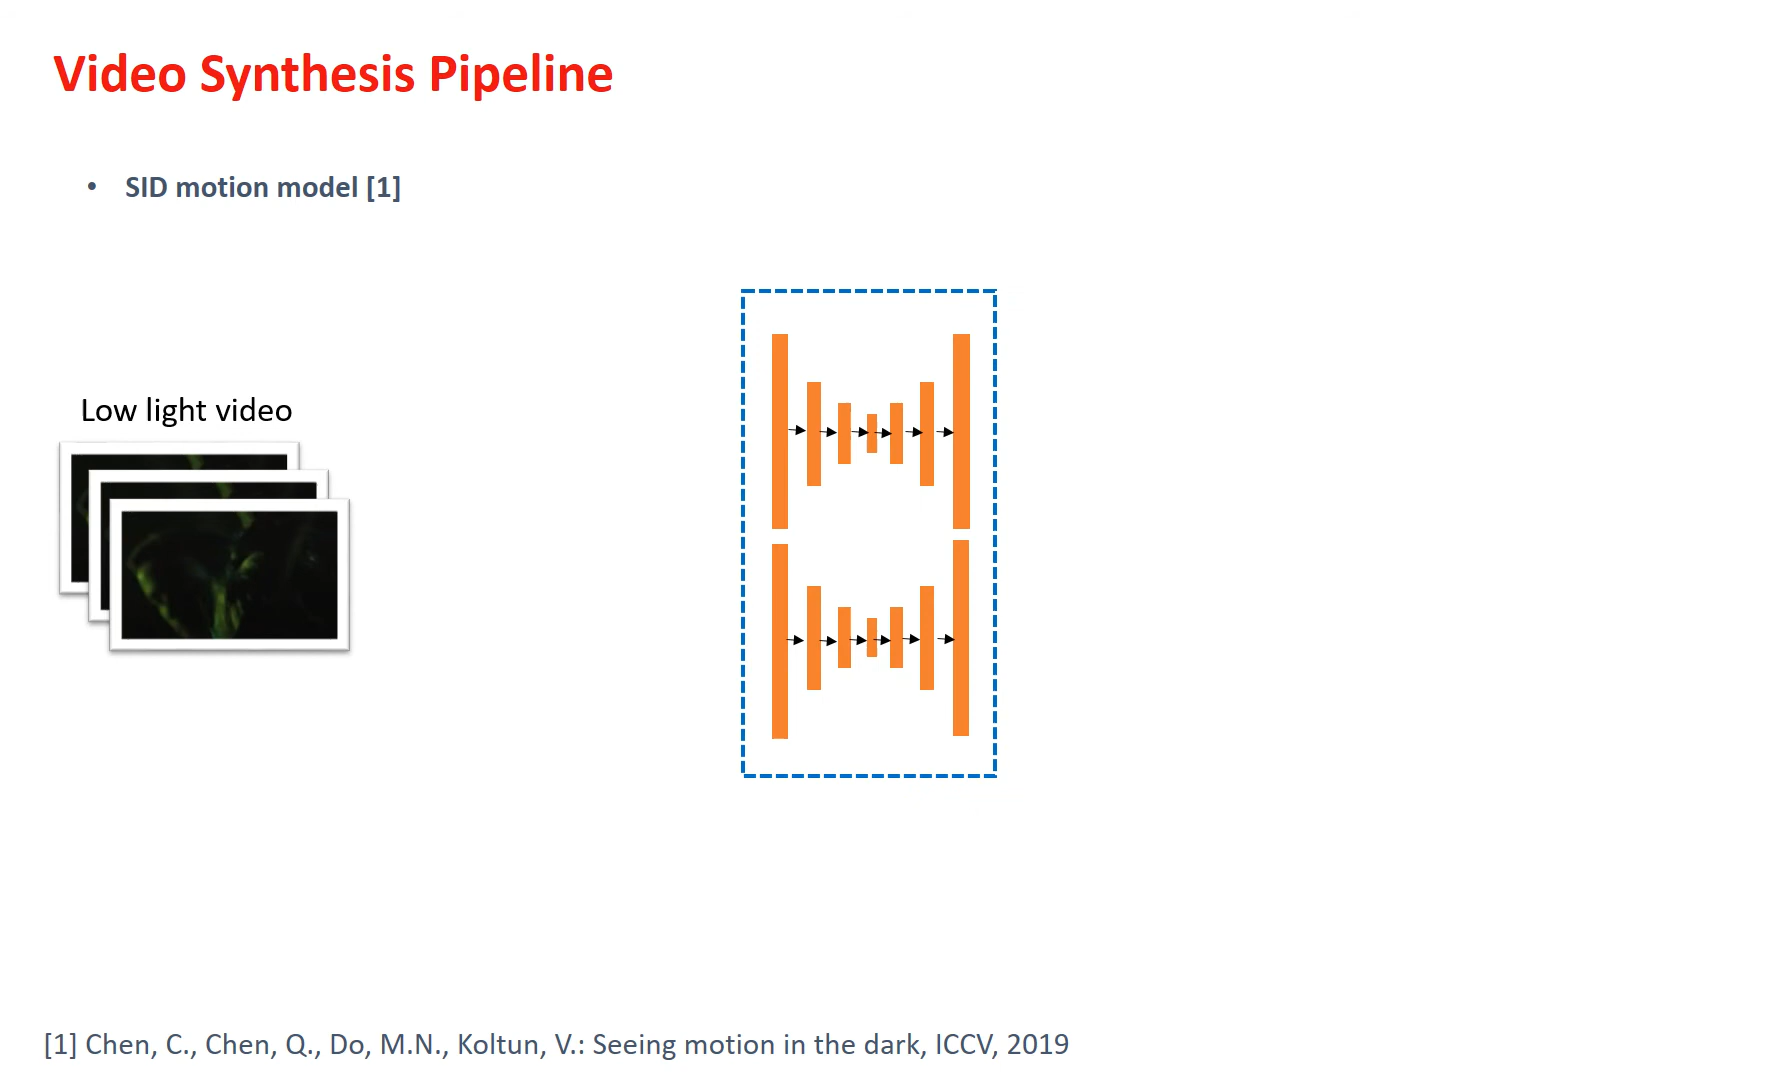 Video Synthesis Pipeline
• SID motion model [1]
Low light video
[1] Chen, C., Chen, Q., Do, M.N., Koltun, V.: Seeing motion in the dark, ICCV, 2019